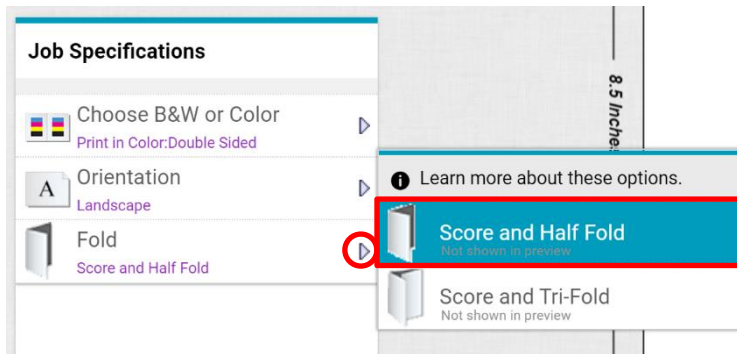 Job Specifications
Choose B&W or Color
Print in Color:Double Sided
A
Orientation
Landscape
Fold
Score and Half Fold
8.5 Inches
Learn more about these options.
Score and Half Fold
Not shown in preview
Score and Tri-Fold
Not shown in preview